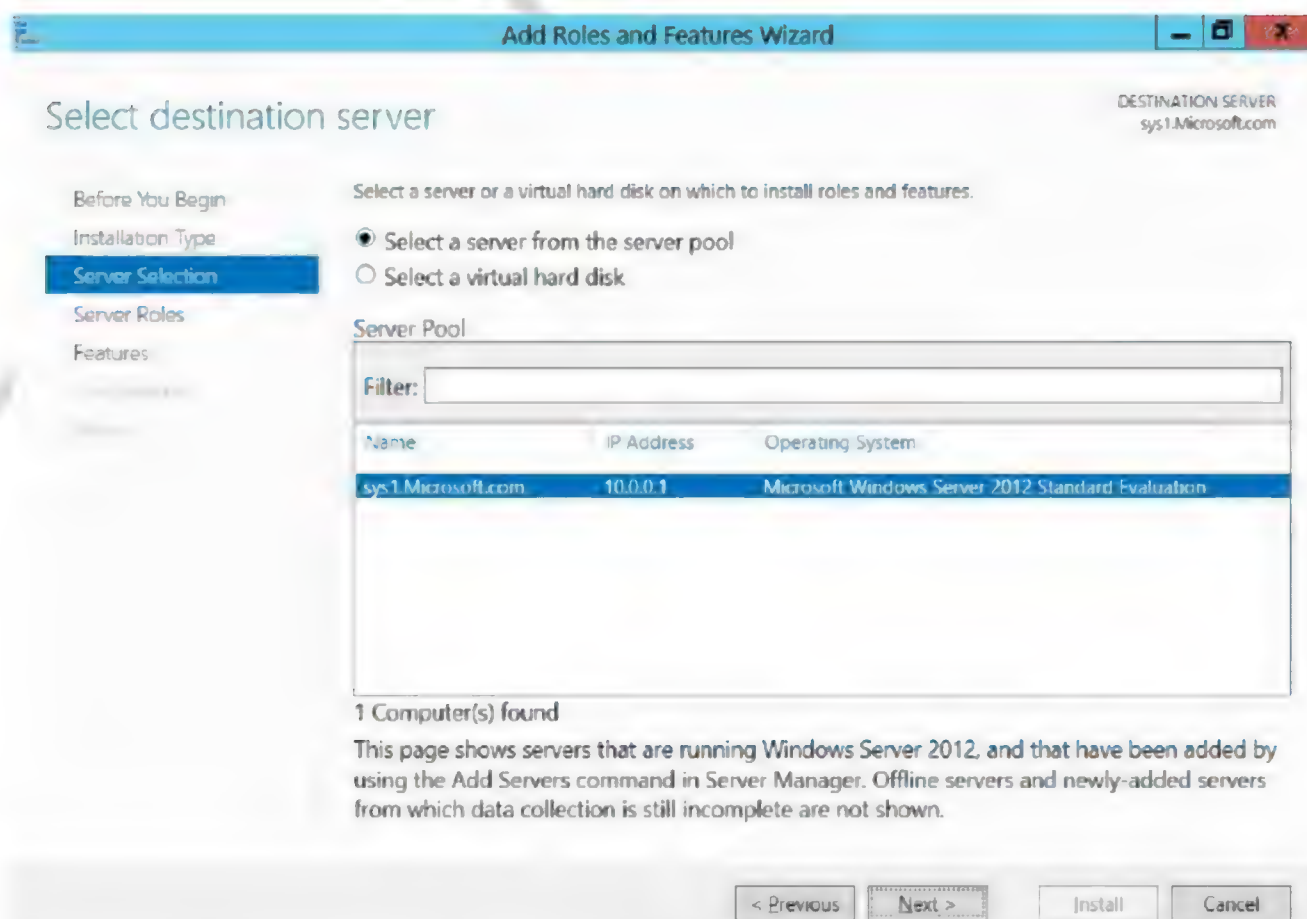 Add Roles and Features Wizard
Select destination server
DESTINATION SERVER
sys1.Microsoft.com
Before You Begin
Installation Type
Server Selection
Server Roles
Features
Select a server or a virtual hard disk on which to install roles and features.
Select a server from the server pool
Select a virtual hard disk
Server Pool
Filter:
Name IP Address Operating System
sys1.Microsoft.com 10.0.0.1 Microsoft Windows Server 2012 Standard Evaluation
1 Computer(s) found
This page shows servers that are running Windows Server 2012, and that have been added by
using the Add Servers command in Server Manager. Offline servers and newly-added servers
from which data collection is still incomplete are not shown.
< Previous Next > Install Cancel